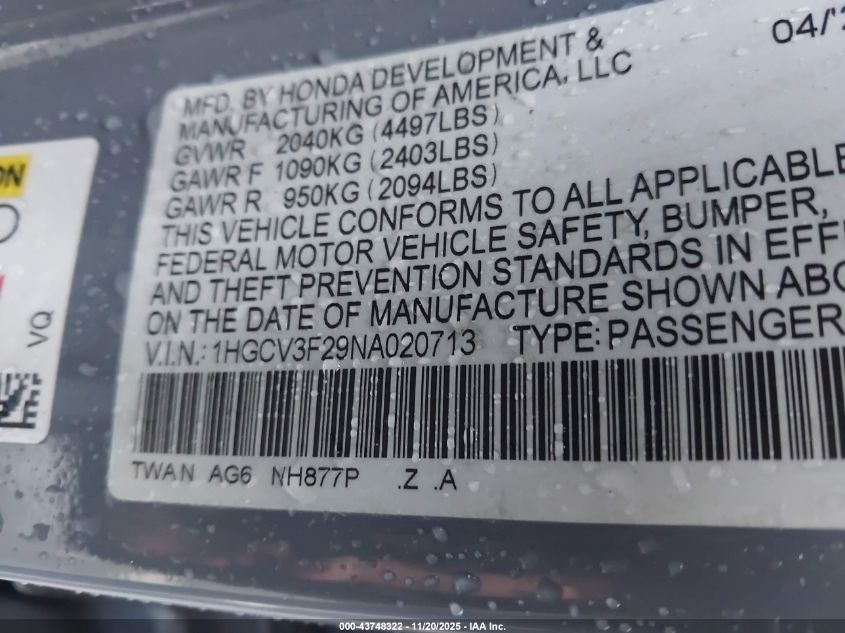 04/'2
MFD. BY HONDA DEVELOPMENT &
MANUFACTURING OF AMERICA, LLC
GVWR 2040KG (4497LBS)
GAWR F 1090KG (2403LBS)
GAWR R 950KG (2094LBS)
THIS VEHICLE CONFORMS TO ALL APPLICABLE
FEDERAL MOTOR VEHICLE SAFETY, BUMPER,
AND THEFT PREVENTION STANDARDS IN EFF
ON THE DATE OF MANUFACTURE SHOWN ABO
V.I.N.: 1HGCV3F29NA020713 TYPE: PASSENGER
TWAN AG6 NH877P .Z .A
ON
VQ
000-43748322 - 11/20/2025 - IAA Inc.